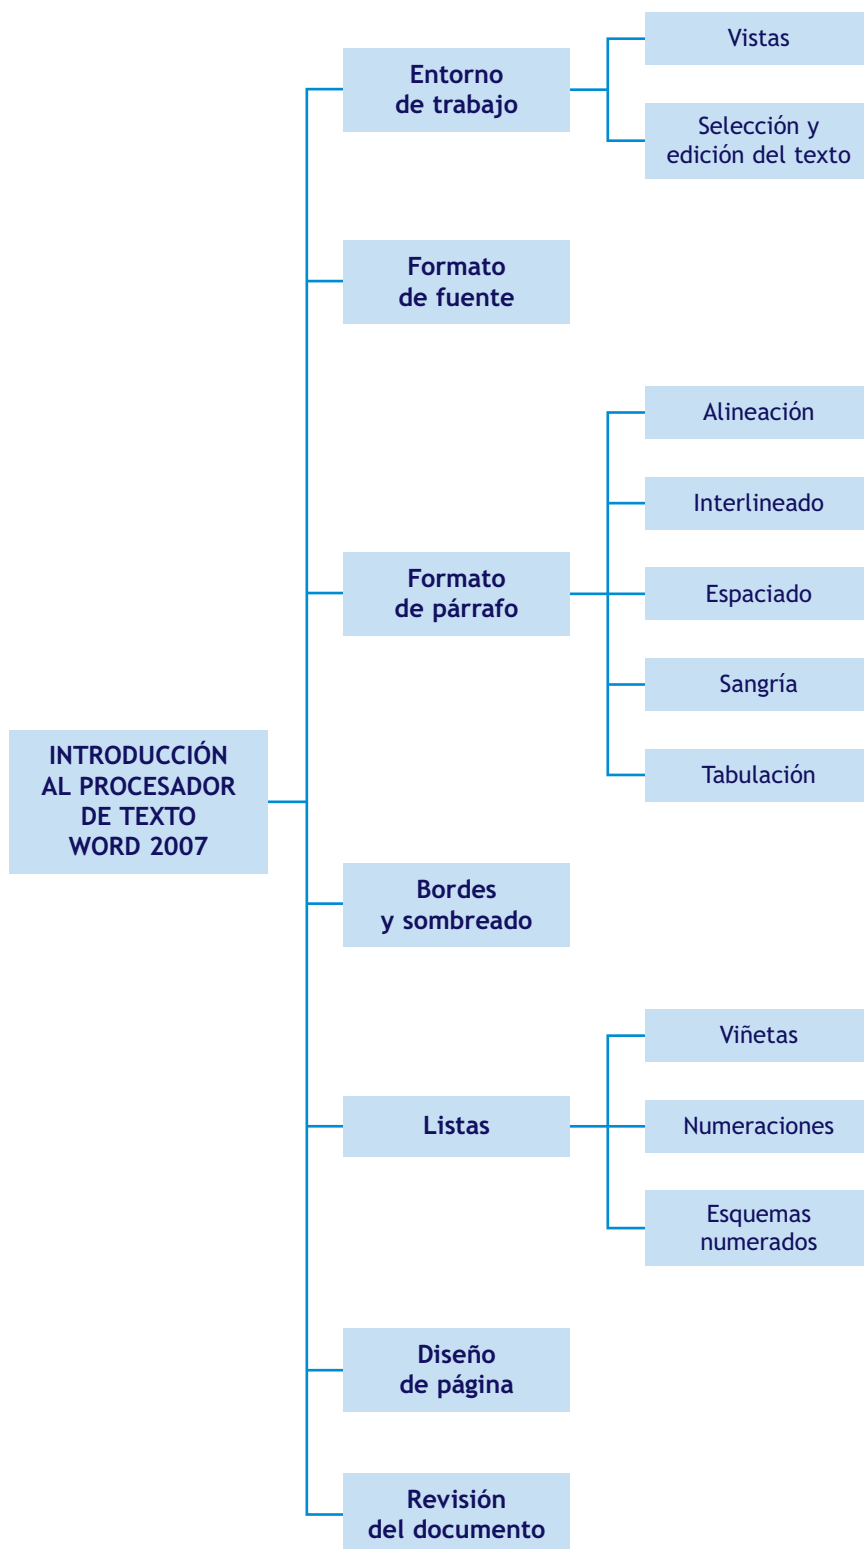 INTRODUCCIÓN
AL PROCESADOR
DE TEXTO
WORD 2007
Entorno
de trabajo
Vistas
Selección y
edición del texto
Formato
de fuente
Formato
de párrafo
Alineación
Interlineado
Espaciado
Sangría
Tabulación
Bordes
y sombreado
Listas
Viñetas
Numeraciones
Esquemas
numerados
Diseño
de página
Revisión
del documento